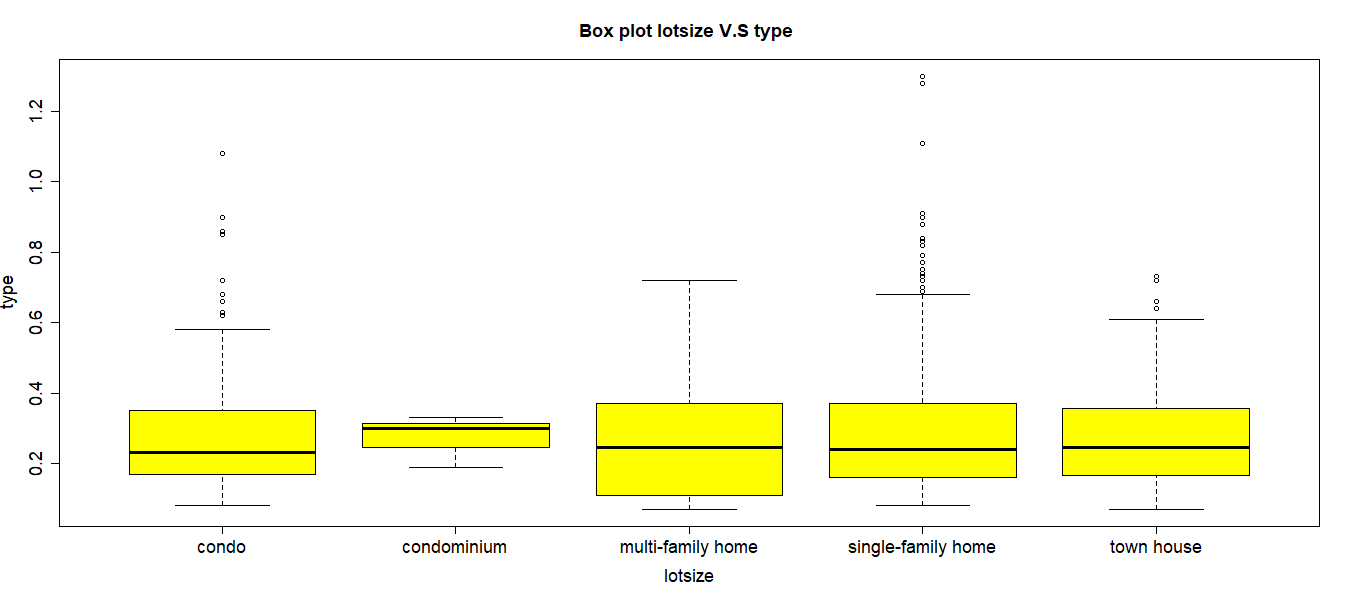 Box plot lotsize V.S type
type
1.2
1.0
0.8
0.6
0.4
0.2
condo condominium multi-family home single-family home town house
lotsize